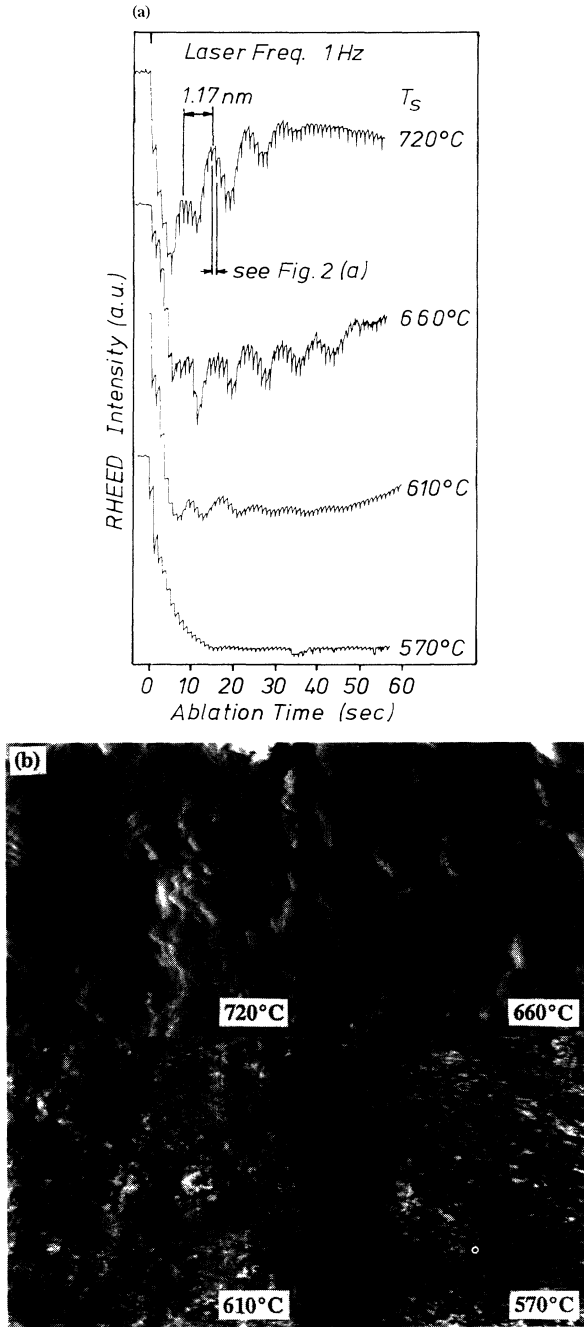 (a)
Laser Freq. 1 Hz
1.17 nm
T_S
720°C
see Fig. 2 (a)
660°C
610°C
570°C
RHEED Intensity (a.u.)
0 10 20 30 40 50 60
Ablation Time (sec)
(b)
720°C
660°C
610°C
570°C